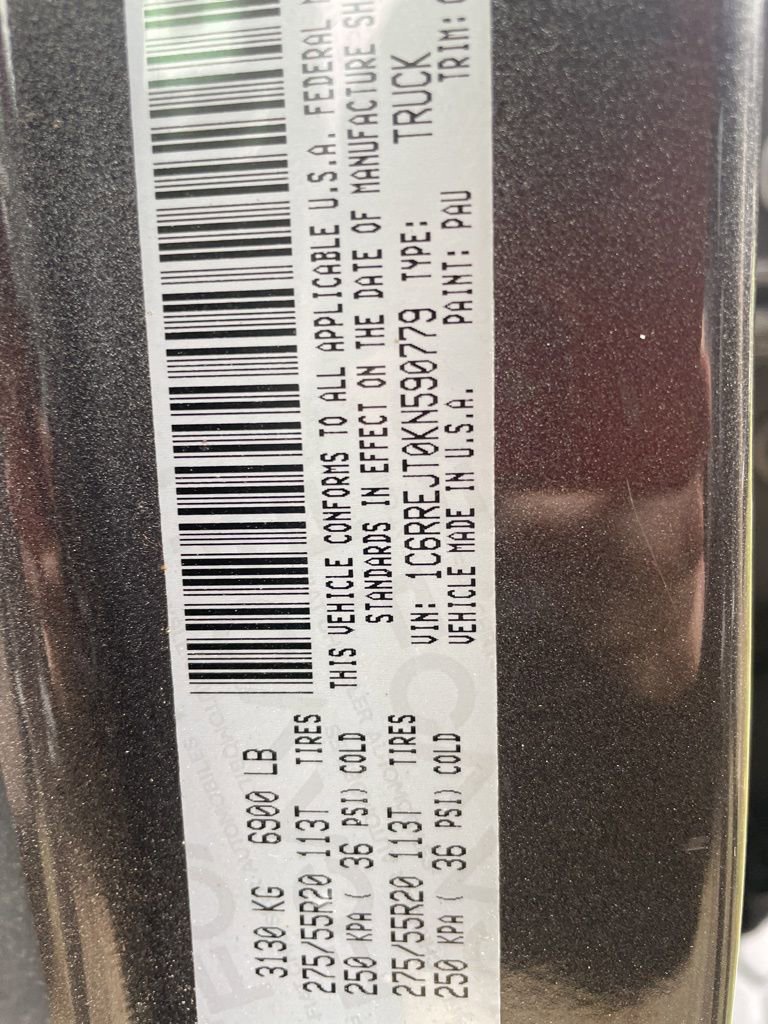 3130 KG 6900 LB
275/55R20 113T TIRES
250 KPA ( 36 PSI) COLD
275/55R20 113T TIRES
250 KPA ( 36 PSI) COLD
THIS VEHICLE CONFORMS TO ALL APPLICABLE U.S.A. FEDERAL
STANDARDS IN EFFECT ON THE DATE OF MANUFACTURE SH
VIN: 1C6RREJT0KN590779 TYPE: TRUCK
VEHICLE MADE IN U.S.A. PAINT: PAU TRIM: